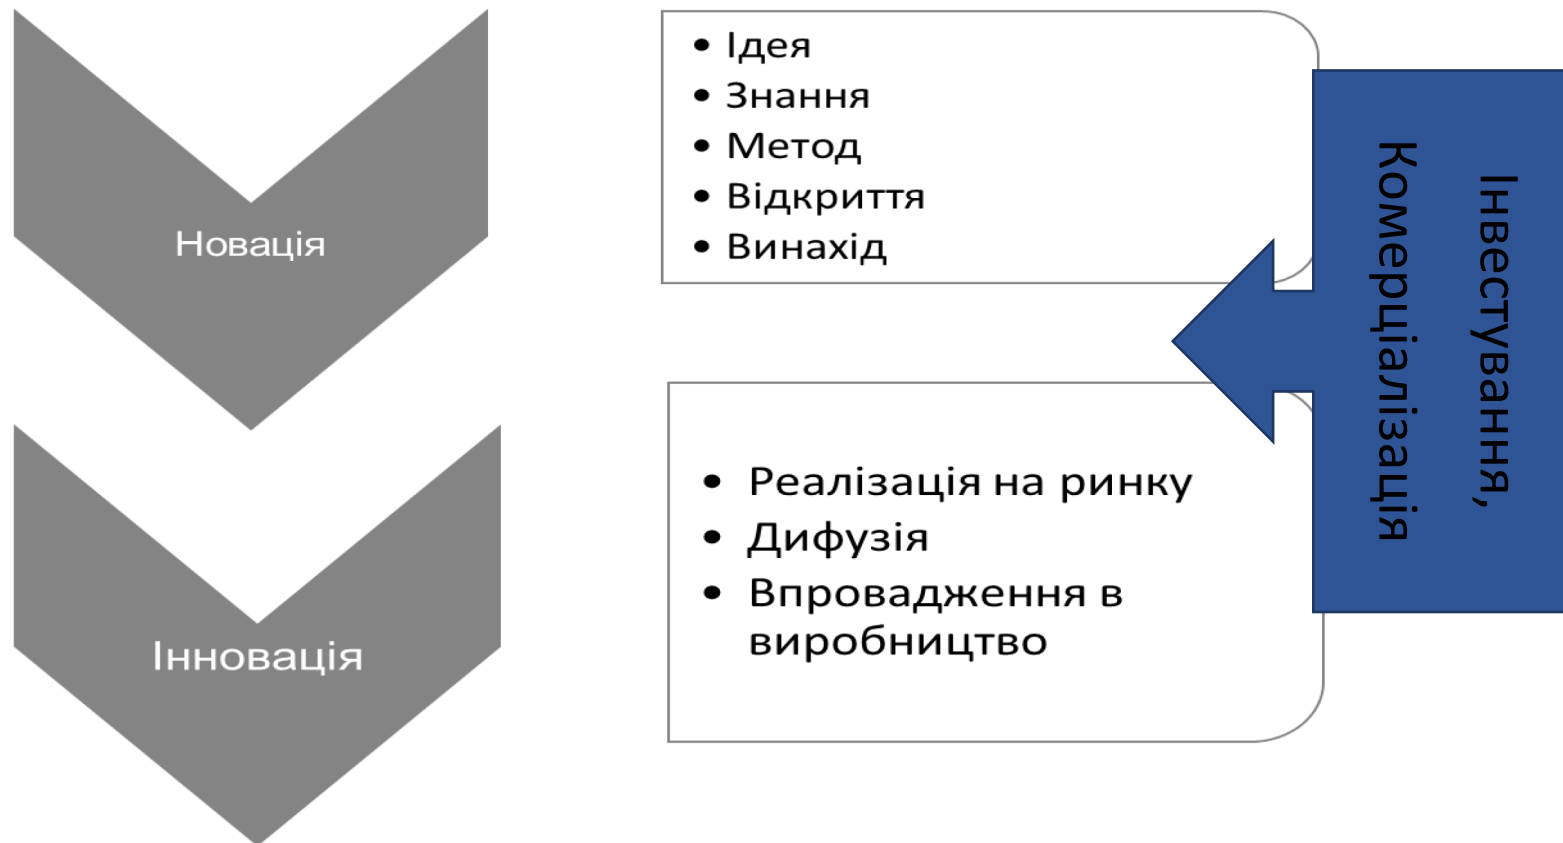 Новація
• Ідея
• Знання
• Метод
• Відкриття
• Винахід
Інновація
• Реалізація на ринку
• Дифузія
• Впровадження в
виробництво
Інвестування,
Комерціалізація